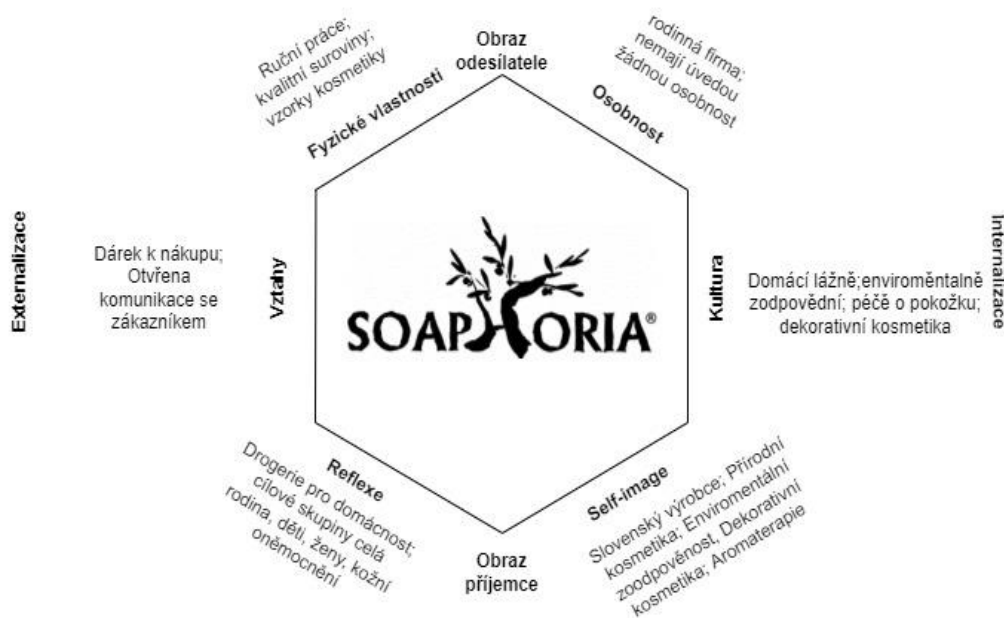 Obraz
odesílatele
Ruční práce;
kvalitní suroviny;
vzorky kosmetiky
Fyzické vlastnosti
rodinná firma;
nemají úvedou
žádnou osobnost
Osobnost
Externalizace
Dárek k nákupu;
Otvřena
komunikace se
zákazníkem
Vztahy
SOAPHORIA®
Kultura
Domácí lážně;enviroměntalně
zodpovědní; péčě o pokožku;
dekorativní kosmetika
Internalizace
Reflexe
Drogerie pro domácnost;
cílové skupiny celá
rodina, děti, ženy, kožní
oněmocnění
Self-image
Slovenský výrobce; Přírodní
kosmetika; Enviromentální
zoodpověnost, Dekorativní
kosmetika; Aromaterapie
Obraz
příjemce